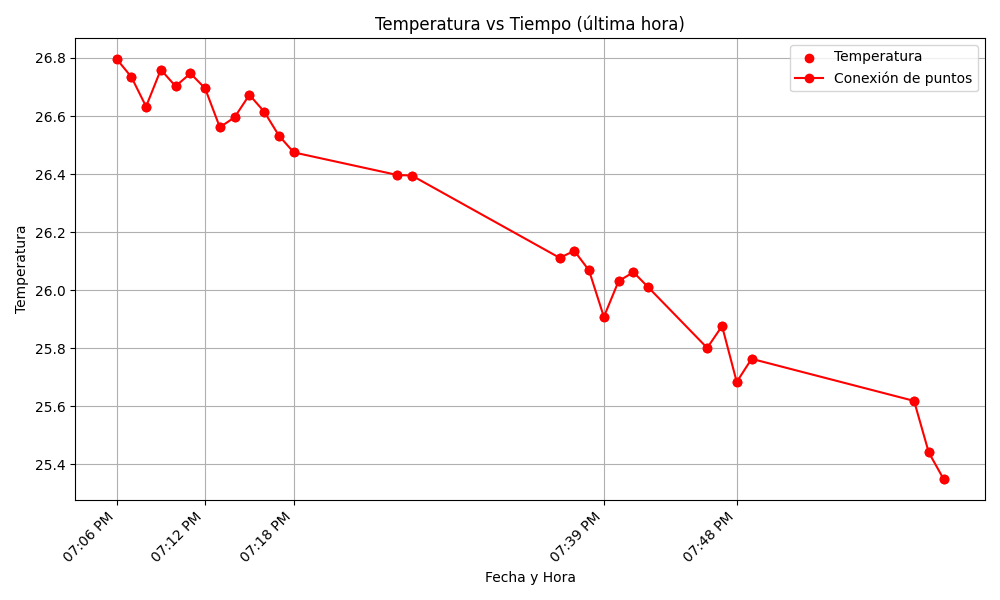 Temperatura vs Tiempo (última hora)
Temperatura
Conexión de puntos
Temperatura
26.8
26.6
26.4
26.2
26.0
25.8
25.6
25.4
07:06 PM
07:12 PM
07:18 PM
07:39 PM
07:48 PM
Fecha y Hora